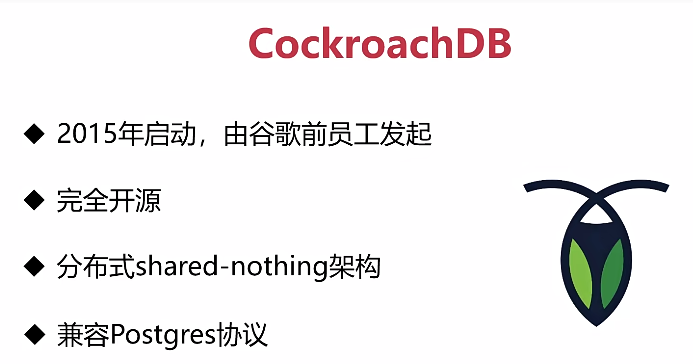 CockroachDB
◆ 2015年启动，由谷歌前员工发起
◆ 完全开源
◆ 分布式shared-nothing架构
◆ 兼容Postgres协议